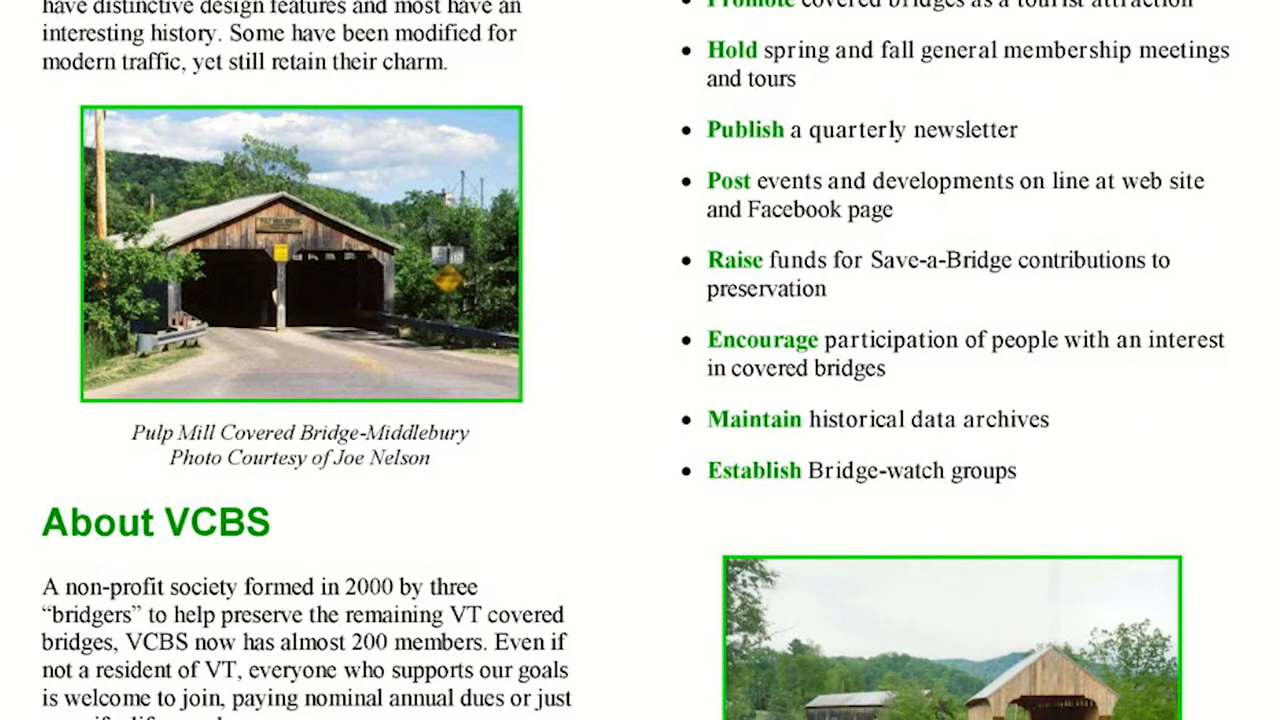 have distinctive design features and most have an
interesting history. Some have been modified for
modern traffic, yet still retain their charm.
PULP MILL BRIDGE
Pulp Mill Covered Bridge-Middlebury
Photo Courtesy of Joe Nelson
About VCBS
A non-profit society formed in 2000 by three
“bridgers” to help preserve the remaining VT covered
bridges, VCBS now has almost 200 members. Even if
not a resident of VT, everyone who supports our goals
is welcome to join, paying nominal annual dues or just
• Promote covered bridges as a tourist attraction
• Hold spring and fall general membership meetings
and tours
• Publish a quarterly newsletter
• Post events and developments on line at web site
and Facebook page
• Raise funds for Save-a-Bridge contributions to
preservation
• Encourage participation of people with an interest
in covered bridges
• Maintain historical data archives
• Establish Bridge-watch groups